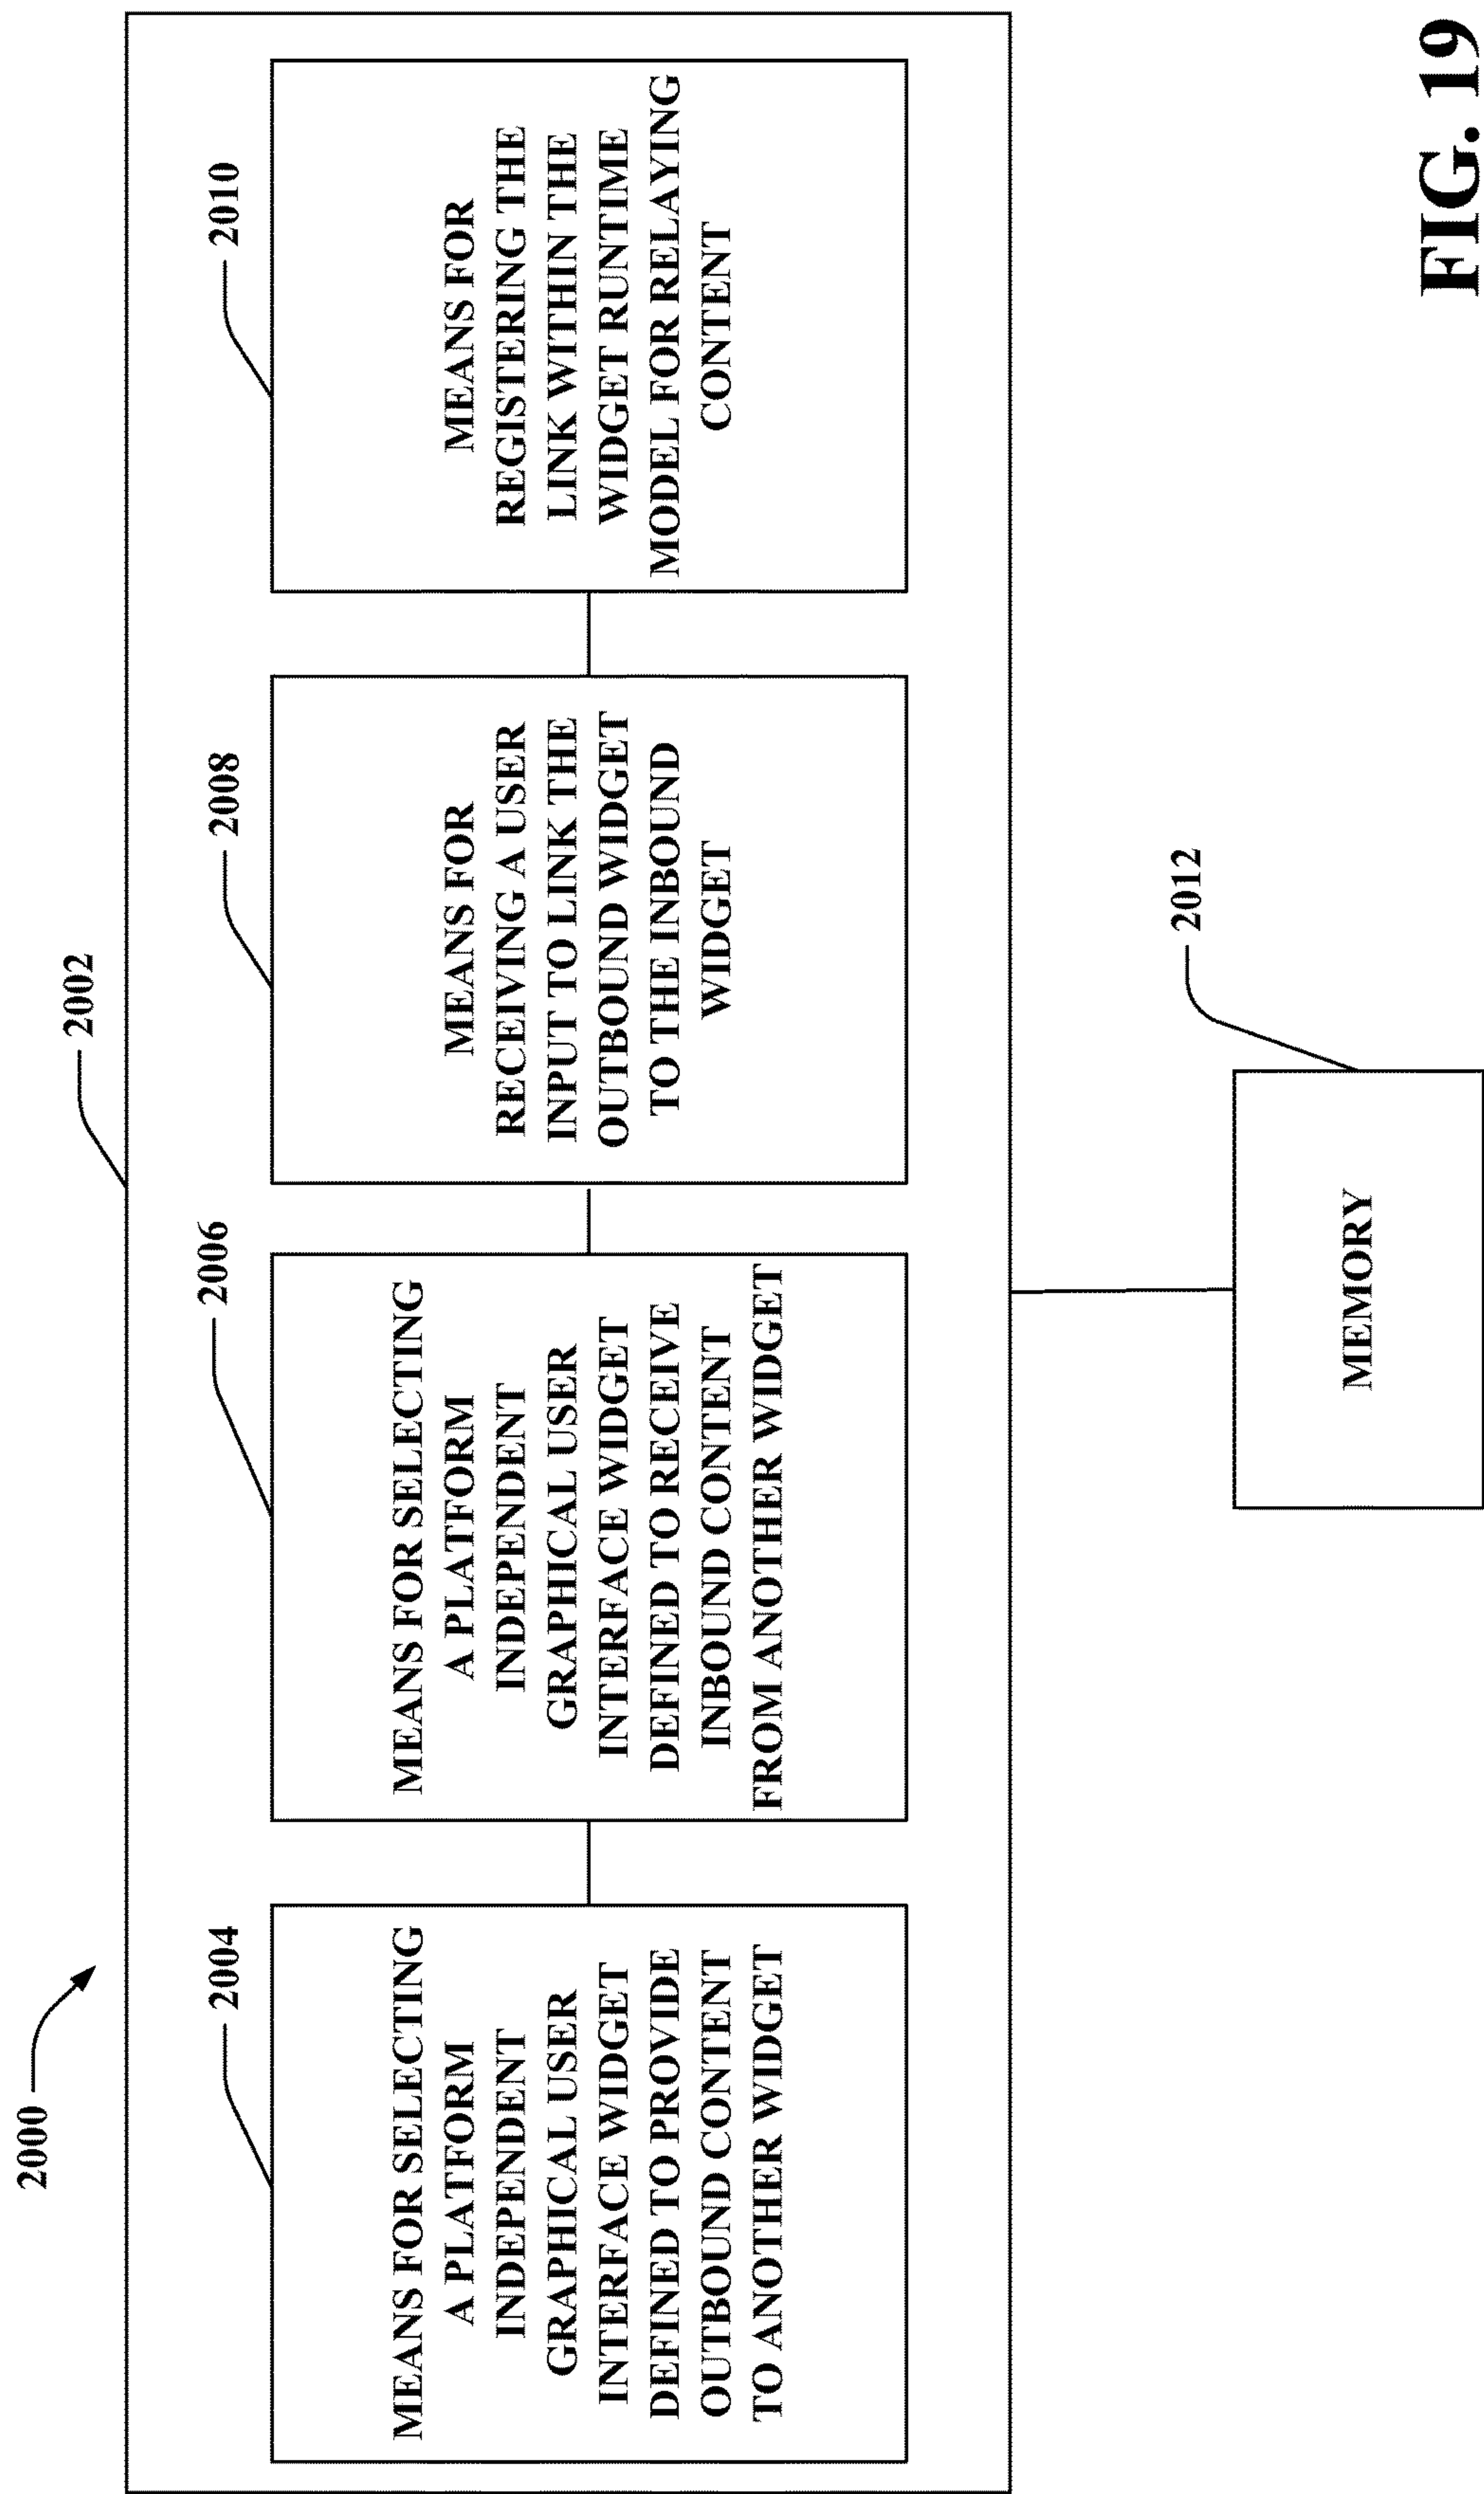 2000
2002
2004
MEANS FOR SELECTING
A PLATFORM
INDEPENDENT
GRAPHICAL USER
INTERFACE WIDGET
DEFINED TO PROVIDE
OUTBOUND CONTENT
TO ANOTHER WIDGET
2006
MEANS FOR SELECTING
A PLATFORM
INDEPENDENT
GRAPHICAL USER
INTERFACE WIDGET
DEFINED TO RECEIVE
INBOUND CONTENT
FROM ANOTHER WIDGET
2008
MEANS FOR
RECEIVING A USER
INPUT TO LINK THE
OUTBOUND WIDGET
TO THE INBOUND
WIDGET
2010
MEANS FOR
REGISTERING THE
LINK WITHIN THE
WIDGET RUNTIME
MODEL FOR RELAYING
CONTENT
2012
MEMORY
FIG. 19